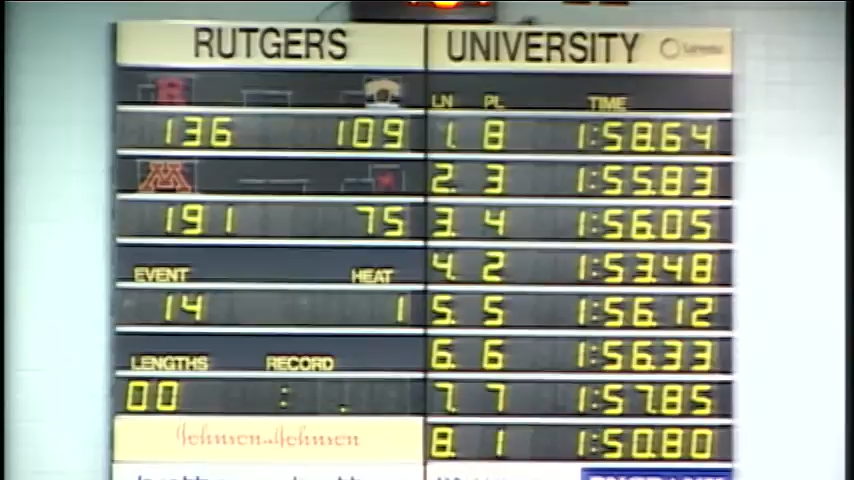 RUTGERS UNIVERSITY
LN PL TIME
136 109
1. 8 1:58.64
2. 3 1:55.83
191 75
3. 4 1:56.05
EVENT HEAT
4. 2 1:53.48
14 1
5. 5 1:56.12
LENGTHS RECORD
6. 6 1:56.33
00 : .
7. 7 1:57.85
Johnson & Johnson
8. 1 1:50.80